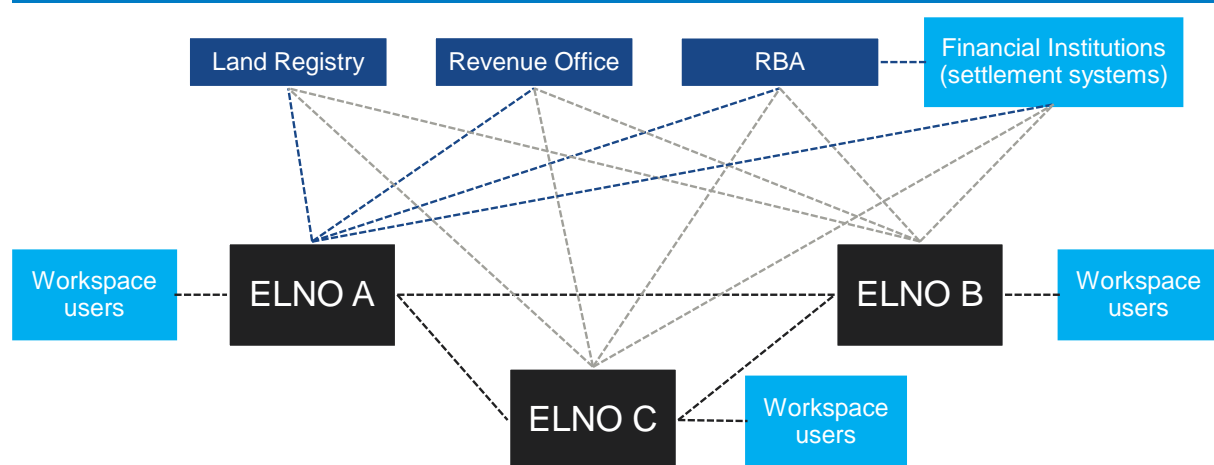 Land Registry
Revenue Office
RBA
Financial Institutions
(settlement systems)
Workspace
users
ELNO A
ELNO B
Workspace
users
ELNO C
Workspace
users